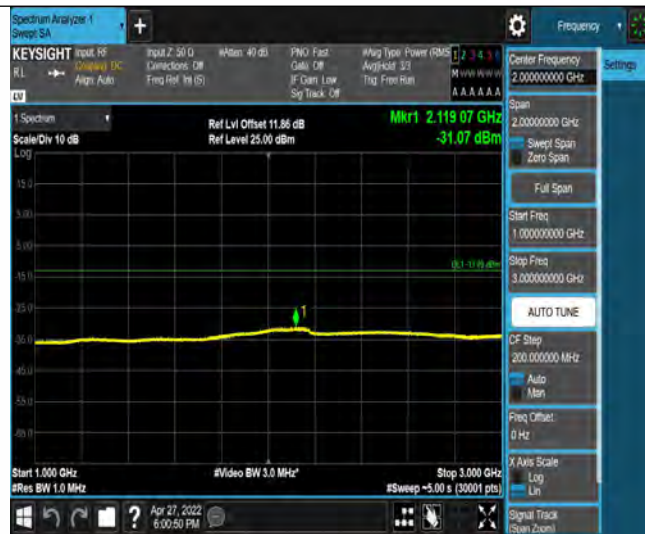 Spectrum Analyzer 1
Swept SA
+
Frequency
KEYSIGHT
Input: RF
Coupling: DC
Align: Auto
Input Z: 50 Ω
Corrections: Off
Freq Ref: Int (S)
#Atten: 40 dB
PNO: Fast
Gate: Off
IF Gain: Low
Sig Track: Off
#Avg Type: Power (RMS
Avg|Hold: 3/3
Trig: Free Run
1 2 3 4 5 6
M W W W W W
A A A A A A
RL
LV
1 Spectrum
Scale/Div 10 dB
Log
Ref Lvl Offset 11.86 dB
Ref Level 25.00 dBm
Mkr1 2.119 07 GHz
-31.07 dBm
15.0
5.00
-5.00
-15.0
-25.0
-35.0
-45.0
-55.0
-65.0
1
Start 1.000 GHz
#Res BW 1.0 MHz
#Video BW 3.0 MHz*
Stop 3.000 GHz
#Sweep ~5.00 s (30001 pts)
Apr 27, 2022
6:00:50 PM
?
Center Frequency
2.000000000 GHz
Settings
Span
2.00000000 GHz
Swept Span
Zero Span
Full Span
Start Freq
1.000000000 GHz
Stop Freq
3.000000000 GHz
AUTO TUNE
CF Step
200.000000 MHz
Auto
Man
Freq Offset
0 Hz
X Axis Scale
Log
Lin
Signal Track
(Span Zoom)